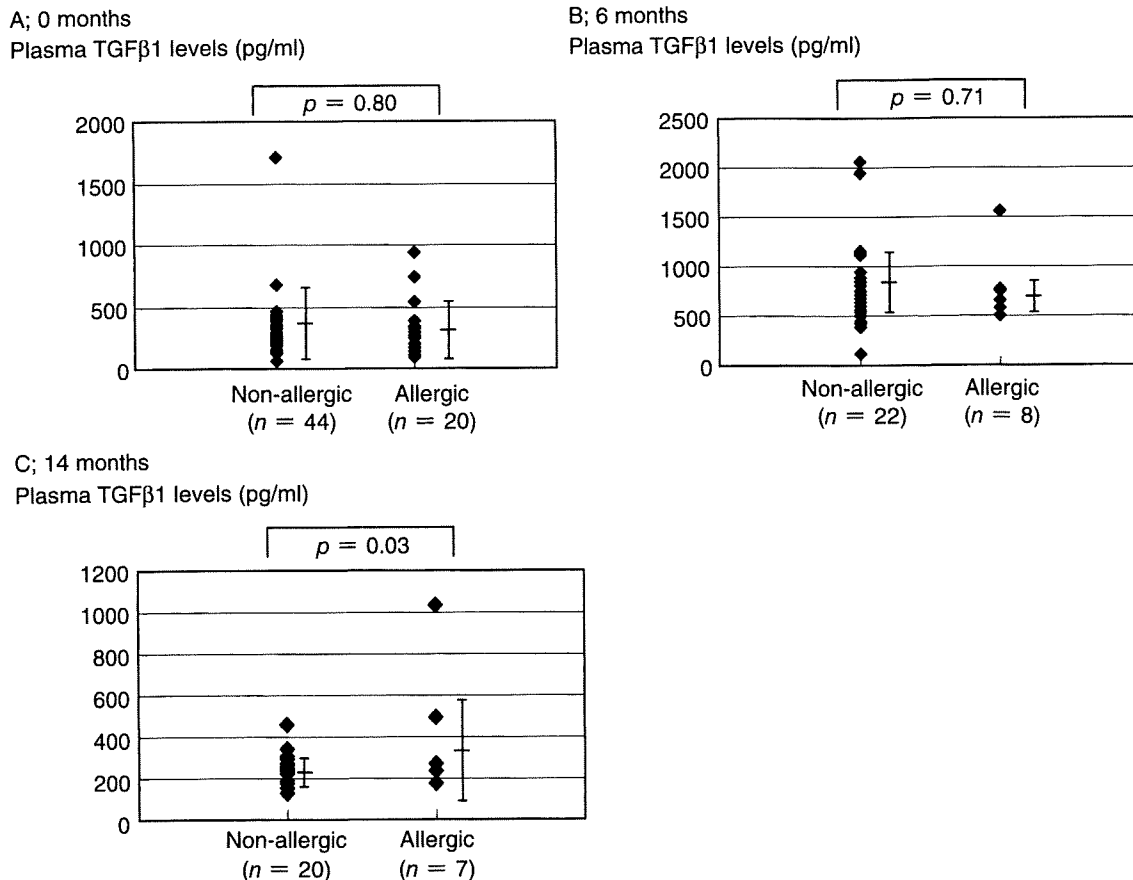 A; 0 months
Plasma TGFβ1 levels (pg/ml)
p = 0.80
2000
1500
1000
500
0
Non-allergic
(n = 44)
Allergic
(n = 20)
B; 6 months
Plasma TGFβ1 levels (pg/ml)
p = 0.71
2500
2000
1500
1000
500
0
Non-allergic
(n = 22)
Allergic
(n = 8)
C; 14 months
Plasma TGFβ1 levels (pg/ml)
p = 0.03
1200
1000
800
600
400
200
0
Non-allergic
(n = 20)
Allergic
(n = 7)